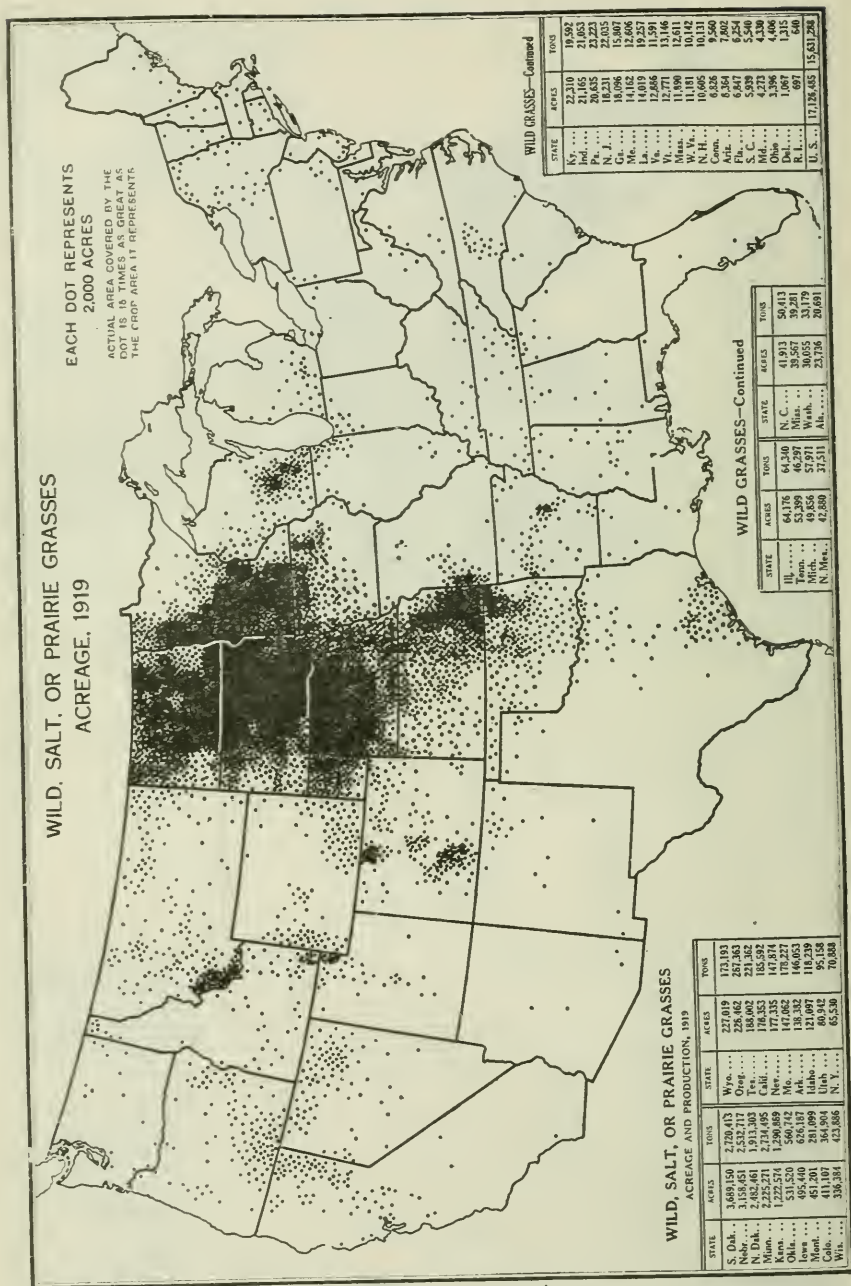 WILD, SALT, OR PRAIRIE GRASSES
ACREAGE, 1919
EACH DOT REPRESENTS
2,000 ACRES
ACTUAL AREA COVERED BY THE
DOT IS 16 TIMES AS GREAT AS
THE CROP AREA IT REPRESENTS
WILD, SALT, OR PRAIRIE GRASSES
ACREAGE AND PRODUCTION, 1919
STATE ACRES TONS STATE ACRES TONS
S. Dak... 3,689,150 2,720,413 Wyo. ... 227,019 173,193
Nebr.... 3,158,451 2,532,717 Oreg.... 226,462 287,363
N. Dak. 2,482,461 1,913,303 Tex..... 188,002 221,362
Minn.... 2,225,271 2,734,495 Calif.... 178,353 185,592
Kans.... 1,222,574 1,290,889 Nev..... 177,335 147,874
Okla.... 531,520 560,742 Mo...... 147,062 178,227
Iowa .... 495,440 626,187 Ark..... 138,382 146,053
Mont.... 451,201 281,099 Idaho.... 121,097 118,239
Colo.... 411,107 364,904 Utah .... 80,942 95,158
Wis..... 336,384 423,886 N. Y..... 65,530 70,888
WILD GRASSES—Continued
STATE ACRES TONS STATE ACRES TONS
Ill....... 64,176 64,340 N. C..... 41,913 50,413
Tenn. ... 53,399 46,297 Miss. ... 39,567 39,281
Mich. ... 49,856 57,971 Wash. .. 30,055 33,179
N. Mex.. 42,880 37,511 Ala...... 23,736 20,691
WILD GRASSES—Continued
STATE ACRES TONS
Ky..... 22,310 19,592
Ind..... 21,165 21,053
Pa...... 20,635 23,223
N. J.... 18,231 22,035
Ga...... 18,096 15,807
Me..... 14,162 12,606
La...... 14,019 19,257
Va...... 12,886 11,591
Vt...... 12,771 13,146
Mass. .. 11,890 12,611
W. Va.. 11,181 10,142
N. H... 10,605 10,131
Conn. .. 6,826 9,560
Ariz.... 8,364 7,802
Fla..... 6,847 6,254
S. C.... 5,939 5,540
Md..... 4,273 4,330
Ohio ... 3,396 4,406
Del..... 1,067 1,315
R. I..... 697 640
U. S. .. 17,126,485 15,631,288